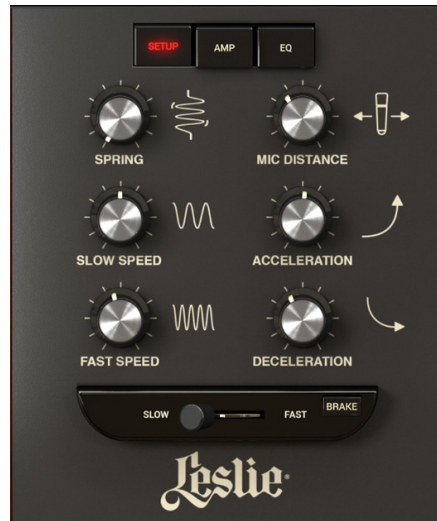 SETUP AMP EQ
SPRING MIC DISTANCE
SLOW SPEED ACCELERATION
FAST SPEED DECELERATION
SLOW FAST BRAKE
Leslie®